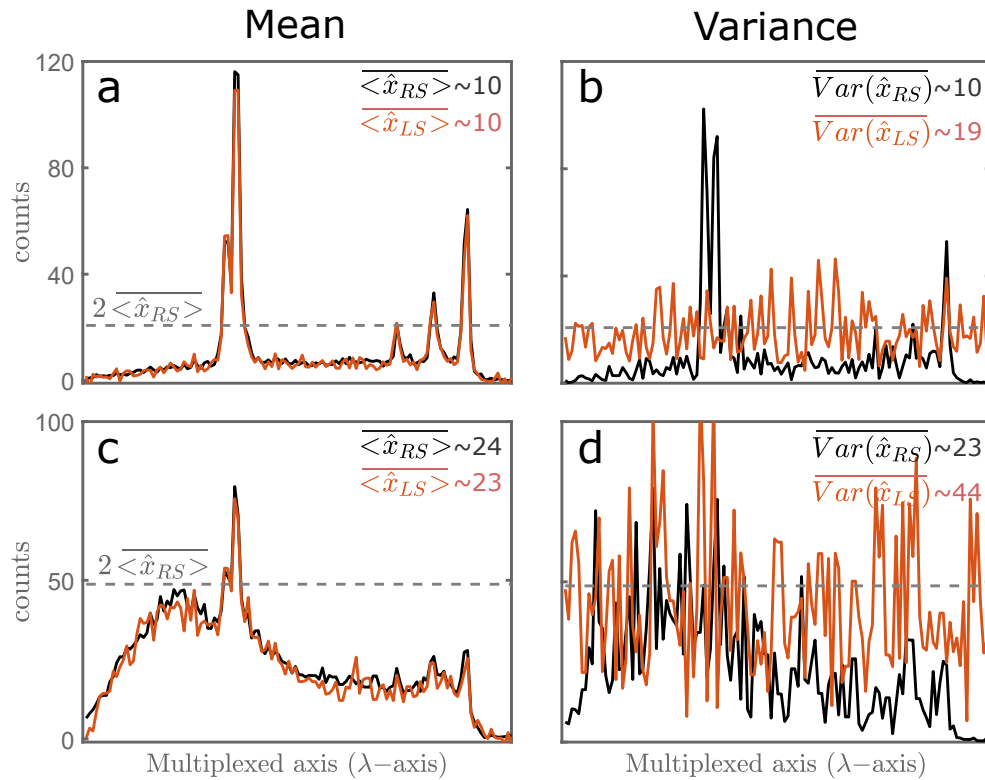 Mean
Variance
a
<x̂_RS>~10
<x̂_LS>~10
b
Var(x̂_RS)~10
Var(x̂_LS)~19
120
80
40
0
counts
2 <x̂_RS>
c
<x̂_RS>~24
<x̂_LS>~23
d
Var(x̂_RS)~23
Var(x̂_LS)~44
100
50
0
counts
2 <x̂_RS>
Multiplexed axis (λ−axis)
Multiplexed axis (λ−axis)